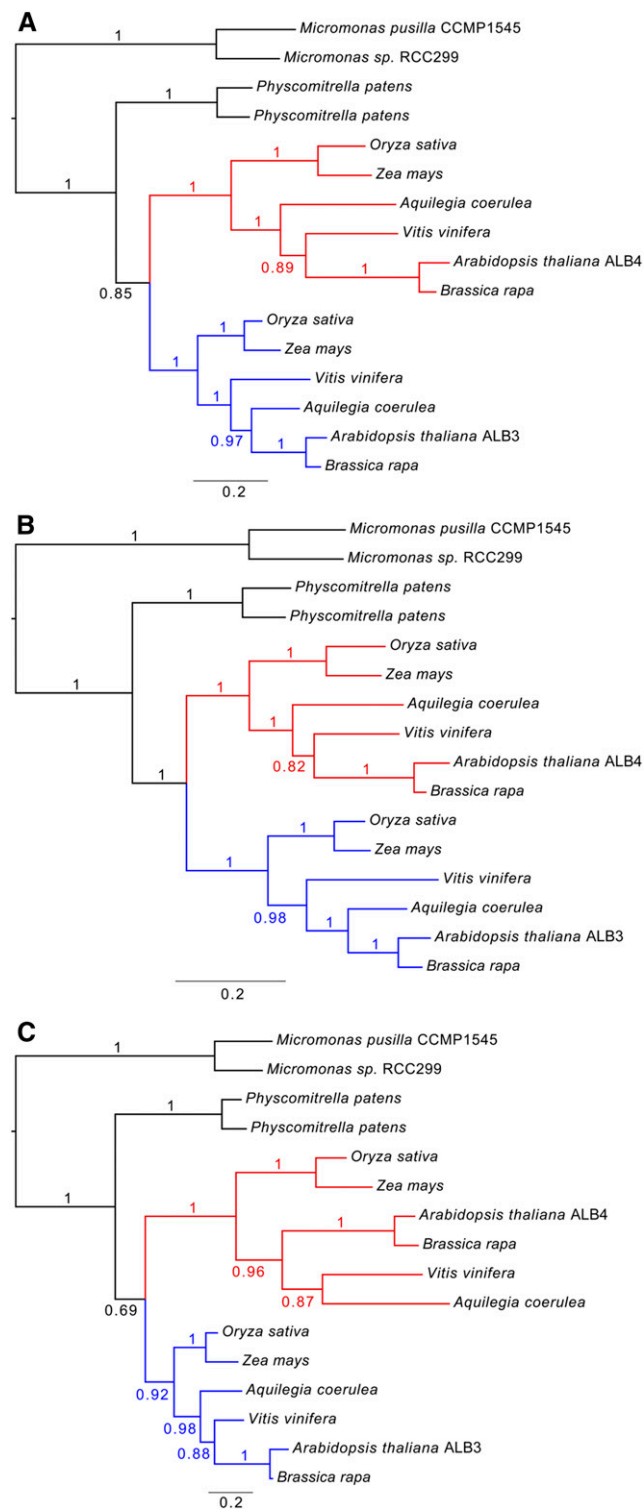 A
Micromonas pusilla CCMP1545
1
Micromonas sp. RCC299
Physcomitrella patens
1
Physcomitrella patens
Oryza sativa
1
Zea mays
1
1
Aquilegia coerulea
1
Vitis vinifera
0.89
Arabidopsis thaliana ALB4
1
0.85
Brassica rapa
Oryza sativa
1
Zea mays
1
Vitis vinifera
1
Aquilegia coerulea
0.97
Arabidopsis thaliana ALB3
1
Brassica rapa
0.2
B
Micromonas pusilla CCMP1545
1
Micromonas sp. RCC299
Physcomitrella patens
1
Physcomitrella patens
Oryza sativa
1
Zea mays
1
1
Aquilegia coerulea
1
Vitis vinifera
0.82
Arabidopsis thaliana ALB4
1
1
Brassica rapa
Oryza sativa
1
Zea mays
1
Vitis vinifera
0.98
Aquilegia coerulea
1
Arabidopsis thaliana ALB3
1
Brassica rapa
0.2
C
Micromonas pusilla CCMP1545
1
Micromonas sp. RCC299
Physcomitrella patens
1
Physcomitrella patens
Oryza sativa
1
Zea mays
1
1
Arabidopsis thaliana ALB4
1
Brassica rapa
0.96
Vitis vinifera
0.87
Aquilegia coerulea
0.69
Oryza sativa
1
Zea mays
0.92
Aquilegia coerulea
0.98
Vitis vinifera
0.88
Arabidopsis thaliana ALB3
1
Brassica rapa
0.2